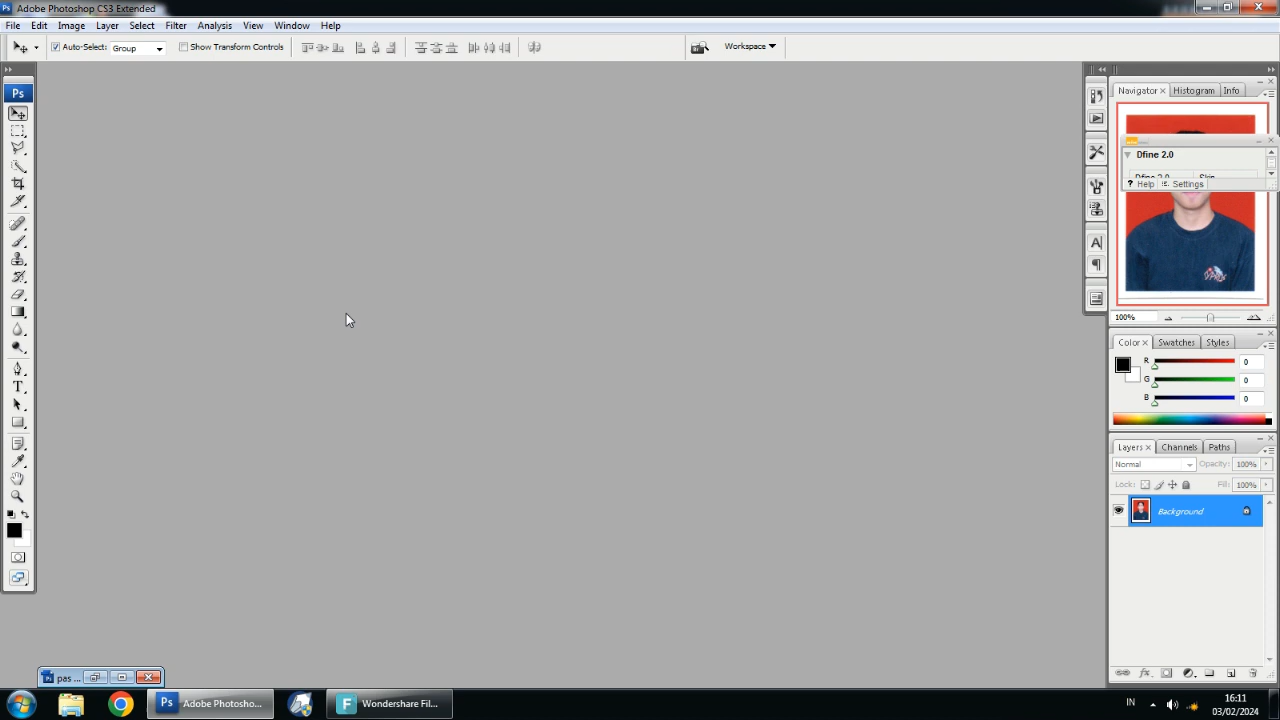 Adobe Photoshop CS3 Extended
File Edit Image Layer Select Filter Analysis View Window Help
Auto-Select: Group Show Transform Controls Workspace
Ps
Navigator Histogram Info
Dfine 2.0
Dfine 2.0 Skin
Help Settings
100%
Color Swatches Styles
R 0
G 0
B 0
Layers Channels Paths
Normal Opacity: 100%
Lock: Fill: 100%
Background
pas ...
Ps Adobe Photosho... F Wondershare Fil... IN 16:11
03/02/2024